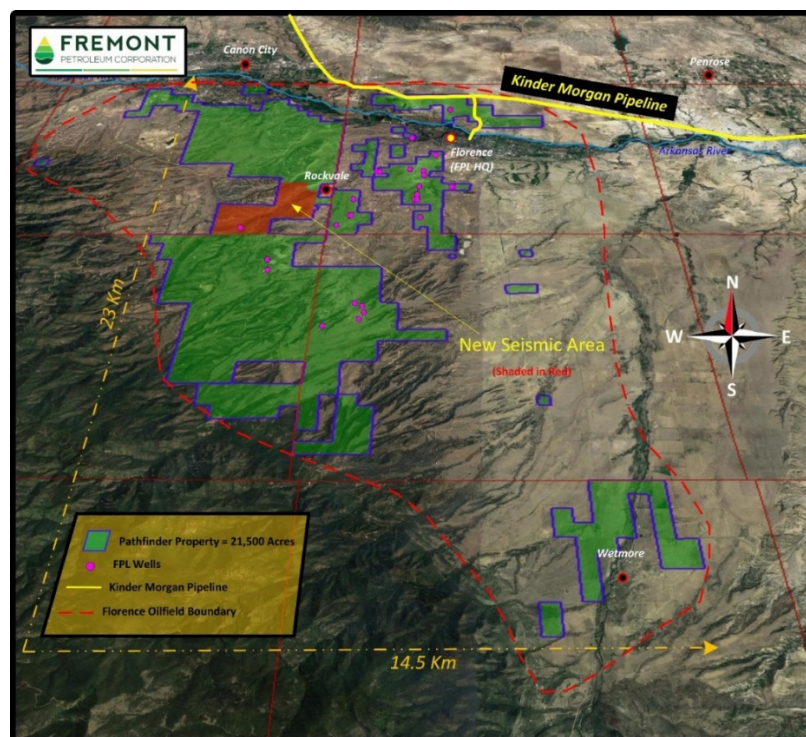 FREMONT
PETROLEUM CORPORATION
Canon City
Penrose
Kinder Morgan Pipeline
Florence
(FPL HQ)
Arkansas River
Rockvale
23 Km
N
W
E
S
New Seismic Area
(Shaded in Red)
Pathfinder Property = 21,500 Acres
FPL Wells
Kinder Morgan Pipeline
Florence Oilfield Boundary
Wetmore
14.5 Km